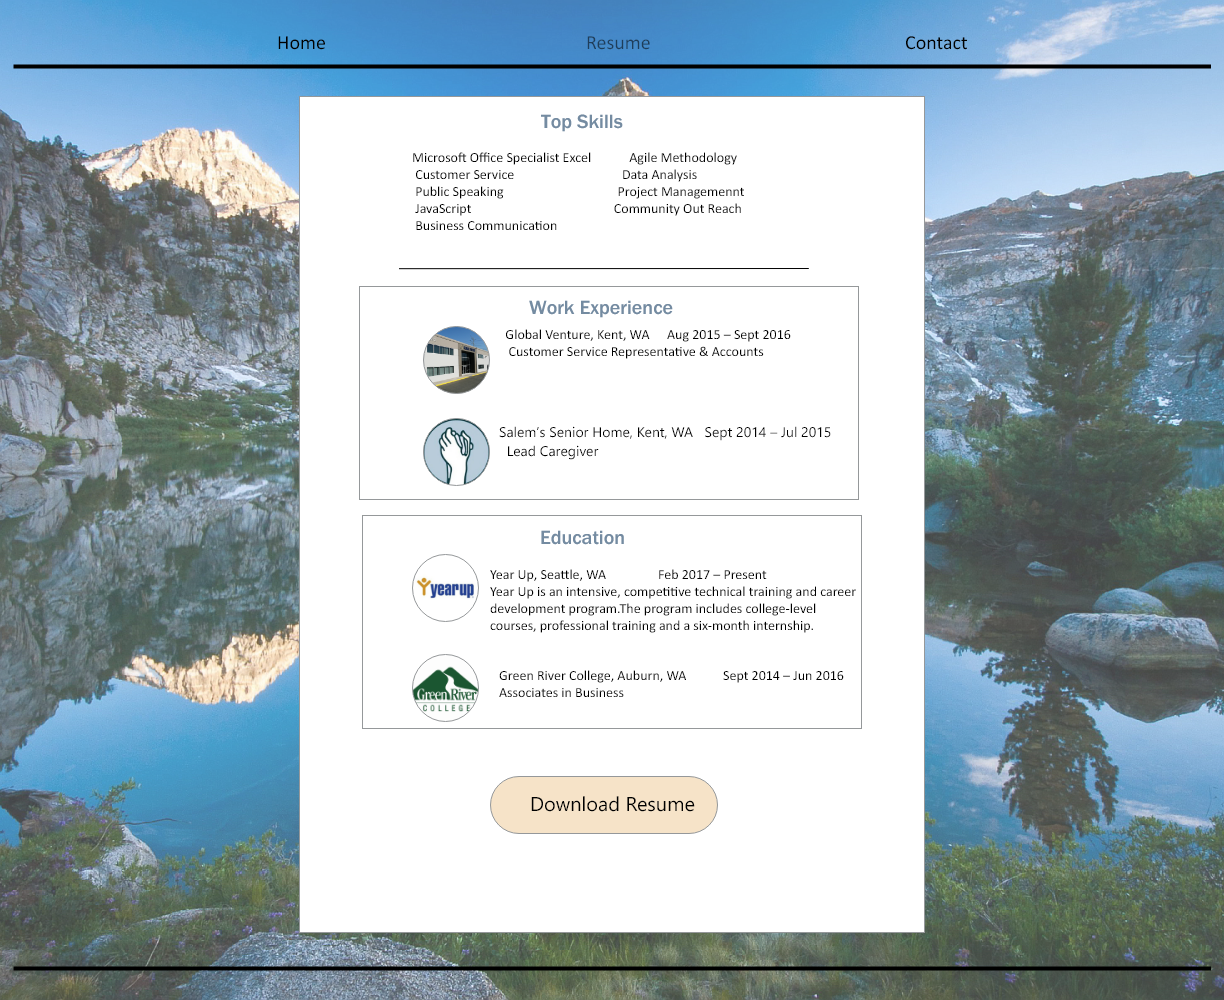 Home Resume Contact
Top Skills
Microsoft Office Specialist Excel Agile Methodology
Customer Service Data Analysis
Public Speaking Project Managemennt
JavaScript Community Out Reach
Business Communication
Work Experience
Global Venture, Kent, WA Aug 2015 – Sept 2016
Customer Service Representative & Accounts
Salem's Senior Home, Kent, WA Sept 2014 – Jul 2015
Lead Caregiver
Education
yearup
Year Up, Seattle, WA Feb 2017 – Present
Year Up is an intensive, competitive technical training and career
development program.The program includes college-level
courses, professional training and a six-month internship.
Green River
COLLEGE
Green River College, Auburn, WA Sept 2014 – Jun 2016
Associates in Business
Download Resume